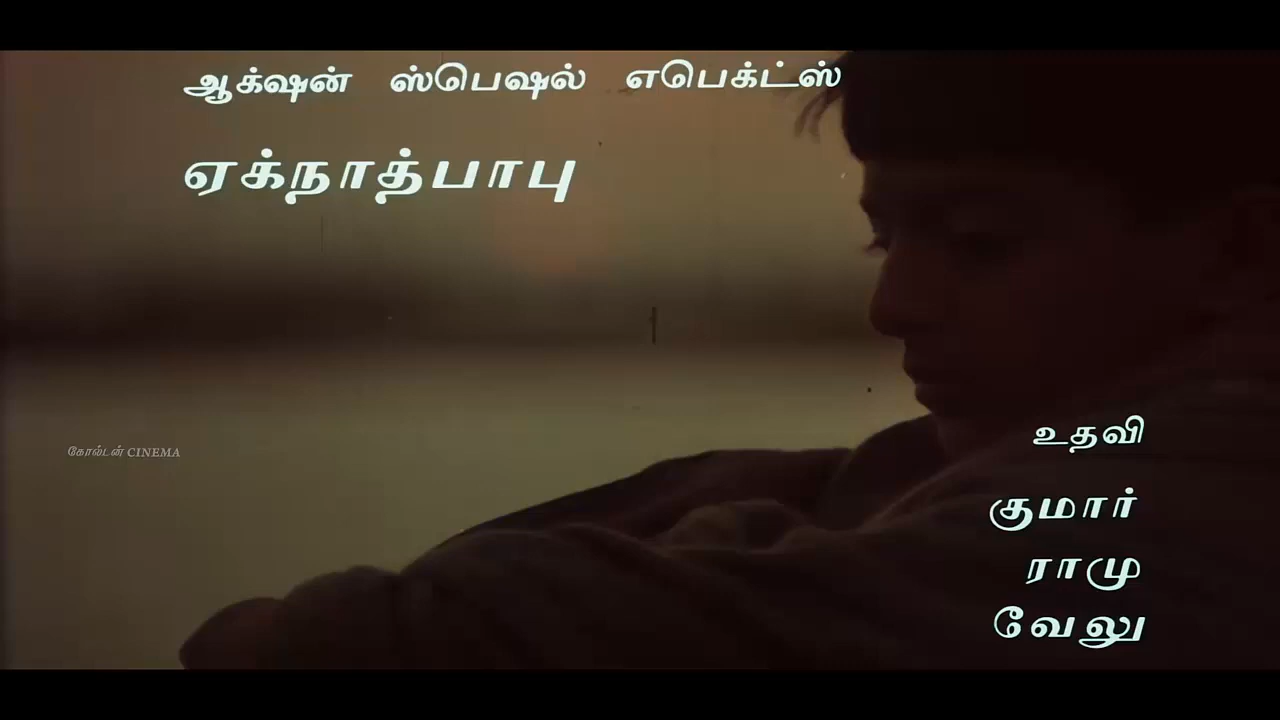 ஆக்ஷன் ஸ்பெஷல் எபெக்ட்ஸ்
ஏக்நாத்பாபு
கோல்டன் CINEMA
உதவி
குமார்
ராமு
வேலு